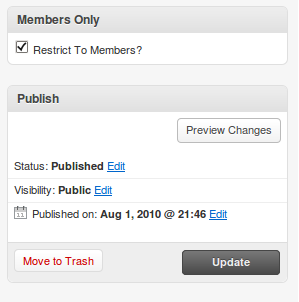 Members Only
Restrict To Members?
Publish
Preview Changes
Status: Published Edit
Visibility: Public Edit
Published on: Aug 1, 2010 @ 21:46 Edit
Move to Trash
Update